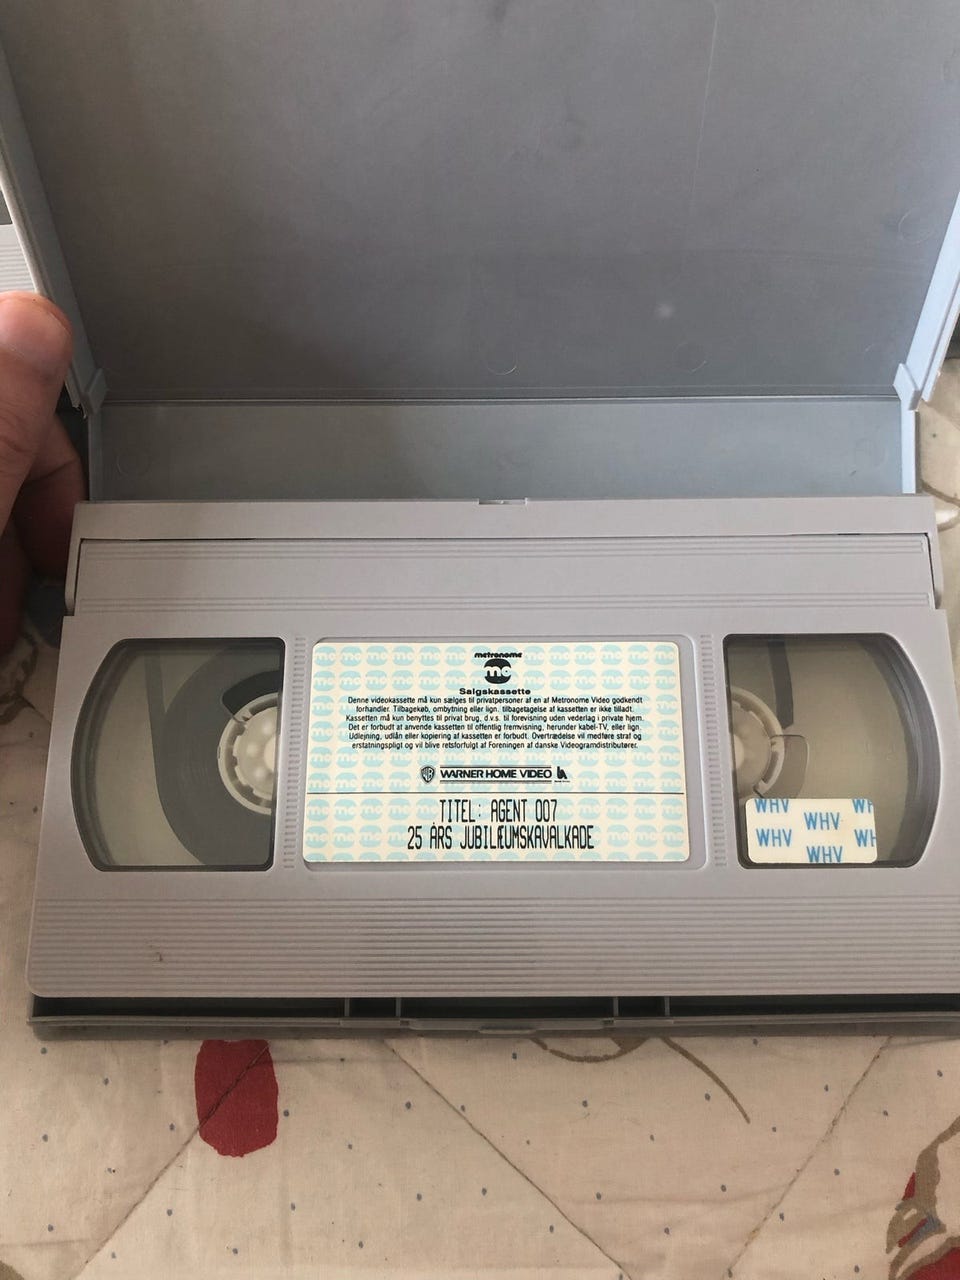 metronome
mo
Salgskassette
Denne videokassette må kun sælges til privatpersoner af en af Metronome Video godkendt
forhandler. Tilbagekøb, ombytning eller lign. tilbagetagelse af kassetten er ikke tilladt.
Kassetten må kun benyttes til privat brug, d.v.s. til forevisning uden vederlag i private hjem.
Det er forbudt at anvende kassetten til offentlig fremvisning, herunder kabel-TV, eller lign.
Udlejning, udlån eller kopiering af kassetten er forbudt. Overtrædelse vil medføre straf og
erstatningspligt og vil blive retsforfulgt af Foreningen af danske Videogramdistributører.
WB WARNER HOME VIDEO
TITEL: AGENT 007
25 ÅRS JUBILÆUMSKAVALKADE
WHV WHV WH
WHV WHV WH